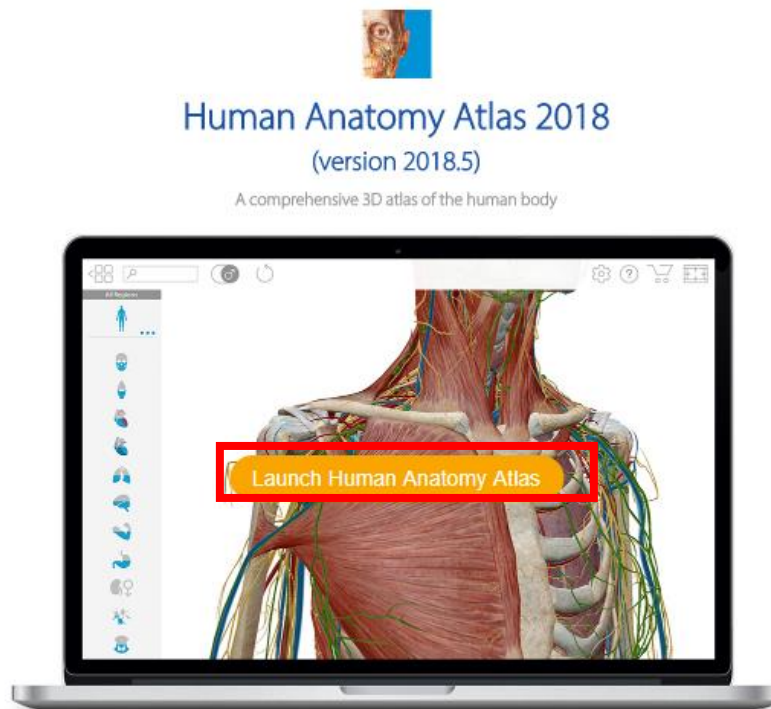 Human Anatomy Atlas 2018
(version 2018.5)
A comprehensive 3D atlas of the human body
All Regions
Launch Human Anatomy Atlas